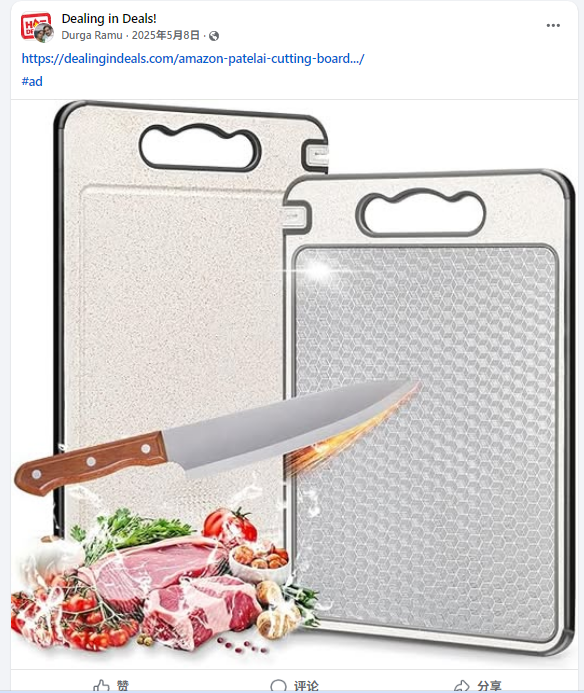 Dealing in Deals!
Durga Ramu · 2025年5月8日 ·
https://dealingindeals.com/amazon-patelai-cutting-board.../
#ad
赞
评论
分享